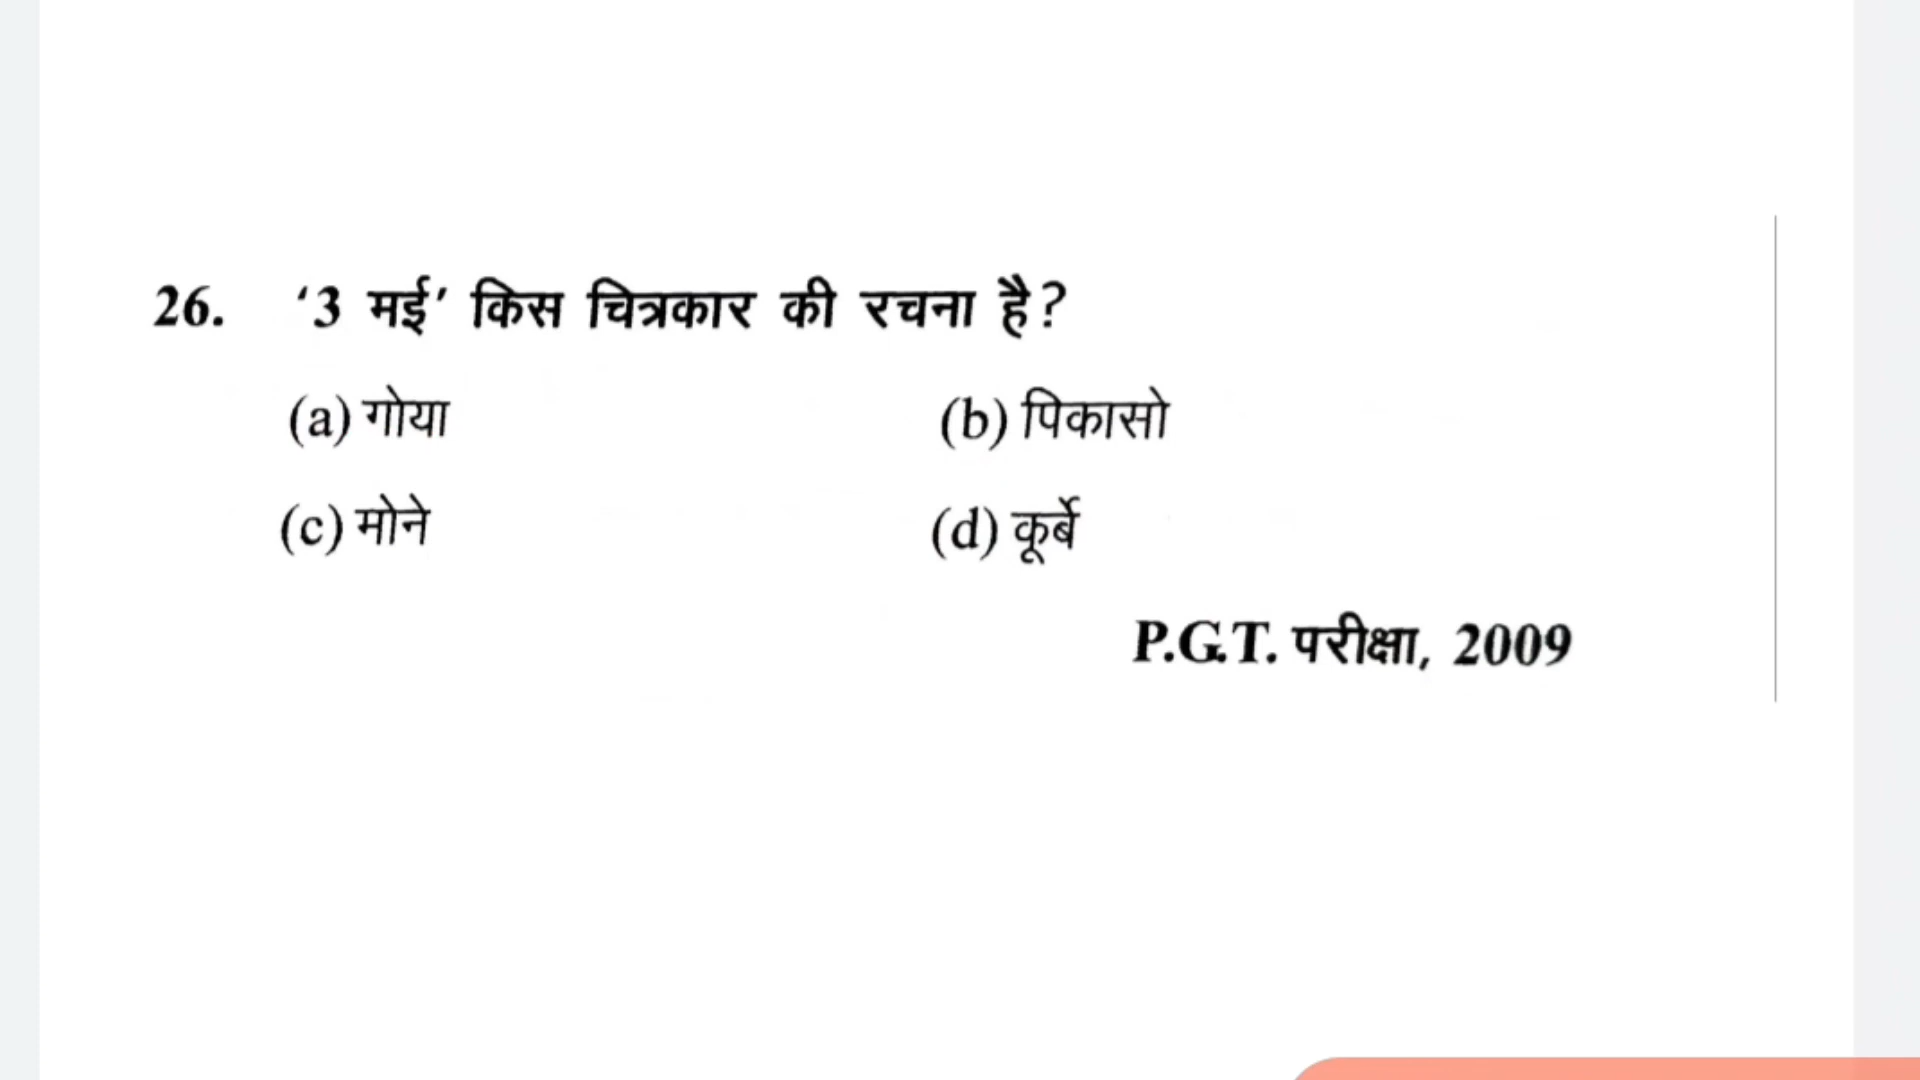 26. ‘3 मई’ किस चित्रकार की रचना है?
(a) गोया (b) पिकासो
(c) मोने (d) कूर्बे
P.G.T. परीक्षा, 2009